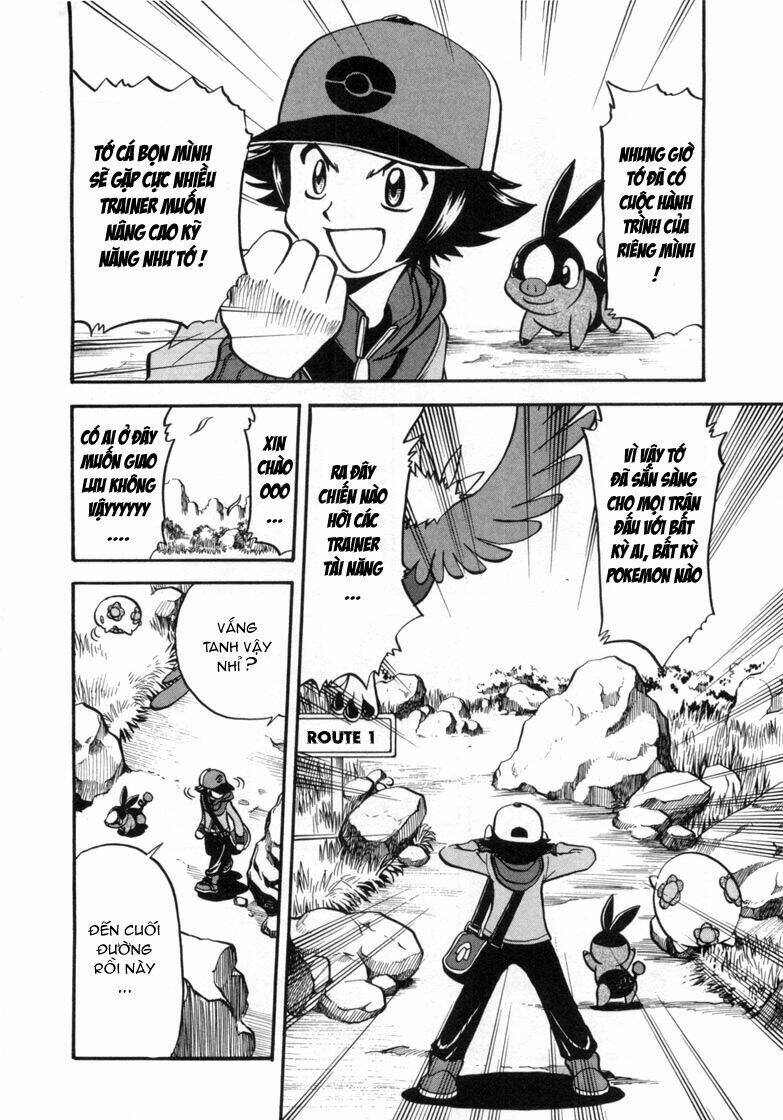 NHƯNG GIỜ
TỚ ĐÃ CÓ
CUỘC HÀNH
TRÌNH CỦA
RIÊNG MÌNH
!
TỚ CÁ BỌN MÌNH
SẼ GẶP CỰC NHIỀU
TRAINER MUỐN
NÂNG CAO KỸ
NĂNG NHƯ TỚ !
VÌ VẬY TỚ
ĐÃ SẴN SÀNG
CHO MỌI TRẬN
ĐẤU VỚI BẤT
KỲ AI, BẤT KỲ
POKEMON NÀO
RA ĐÂY
CHIẾN NÀO
HỠI CÁC
TRAINER
TÀI NĂNG
...
ROUTE 1
XIN
CHÀO
OOO
...
CÓ AI Ở ĐÂY
MUỐN GIAO
LƯU KHÔNG
VẬYYYYYY
....
VẮNG
TANH VẬY
NHỈ ?
ĐẾN CUỐI
ĐƯỜNG
RỒI NÀY
...